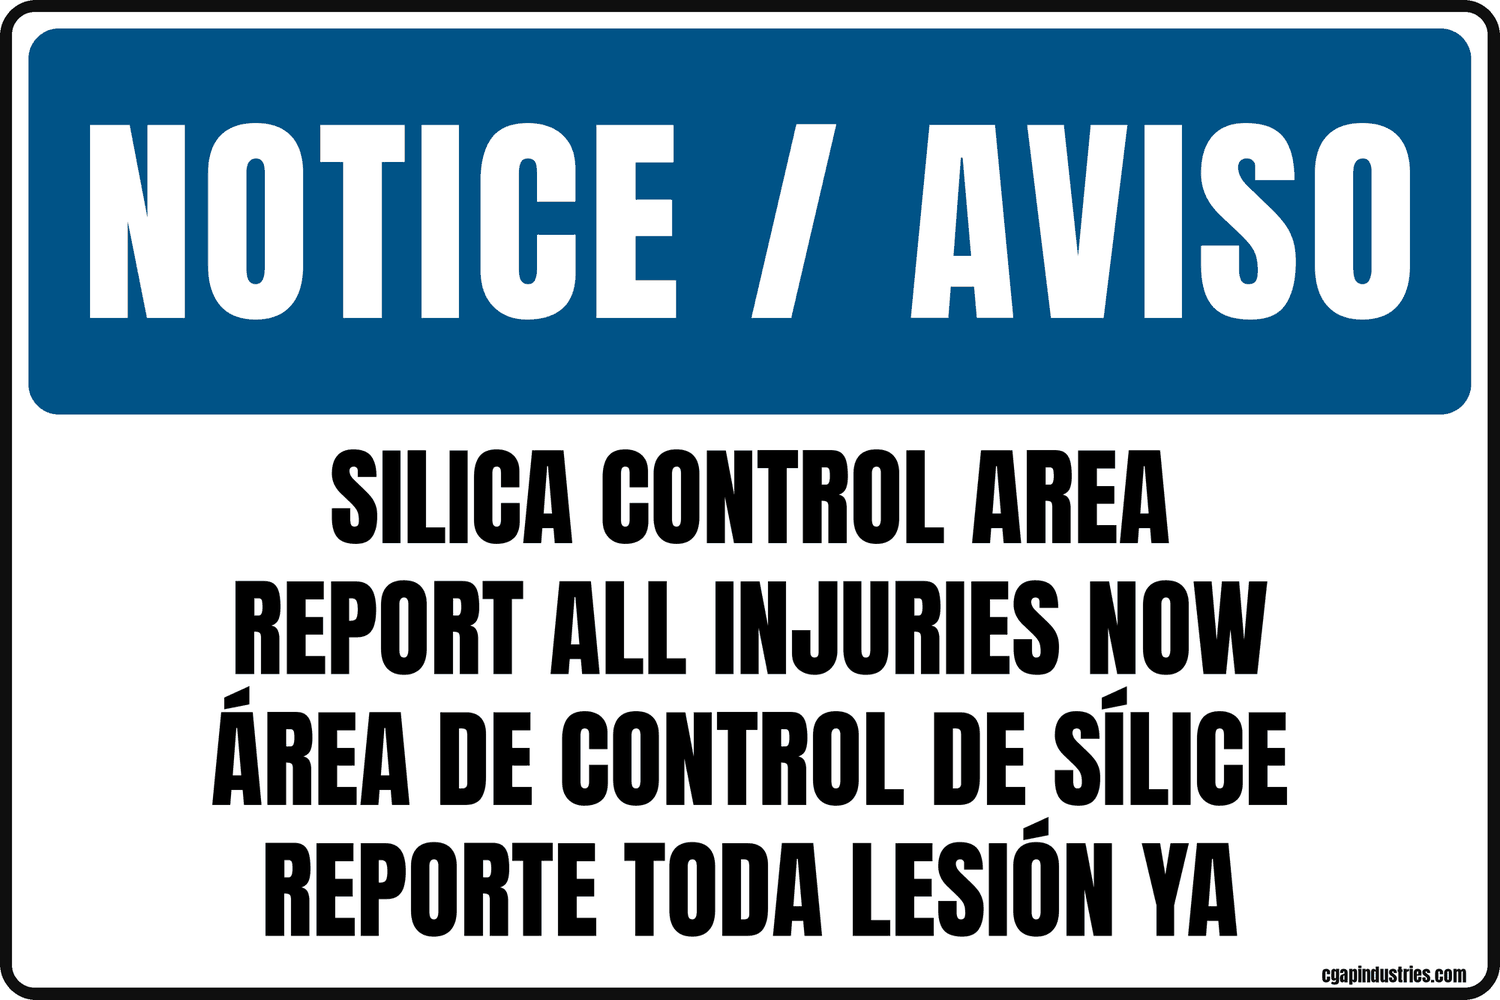 NOTICE / AVISO
SILICA CONTROL AREA
REPORT ALL INJURIES NOW
ÁREA DE CONTROL DE SÍLICE
REPORTE TODA LESIÓN YA
cgapindustries.com